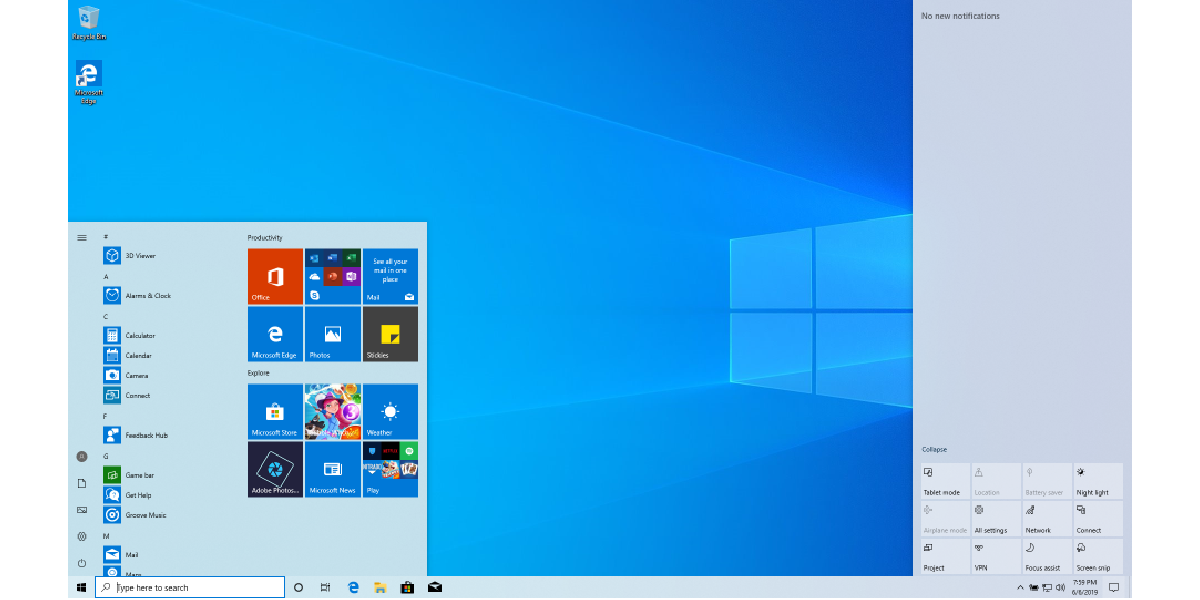 Recycle Bin
Microsoft
Edge
#
3D Viewer
A
Alarms & Clock
C
Calculator
Calendar
Camera
Connect
F
Feedback Hub
G
Game bar
Get Help
Groove Music
M
Mail
Maps
Productivity
Office
See all your
mail in one
place
Mail
Microsoft Edge
Photos
Stickies
Explore
Microsoft Store
Weather
Adobe Photos...
Microsoft News
Play
Type here to search
No new notifications
Collapse
Tablet mode
Location
Battery saver
Night light
Airplane mode
All settings
Network
Connect
Project
VPN
Focus assist
Screen snip
7:59 PM
6/6/2019